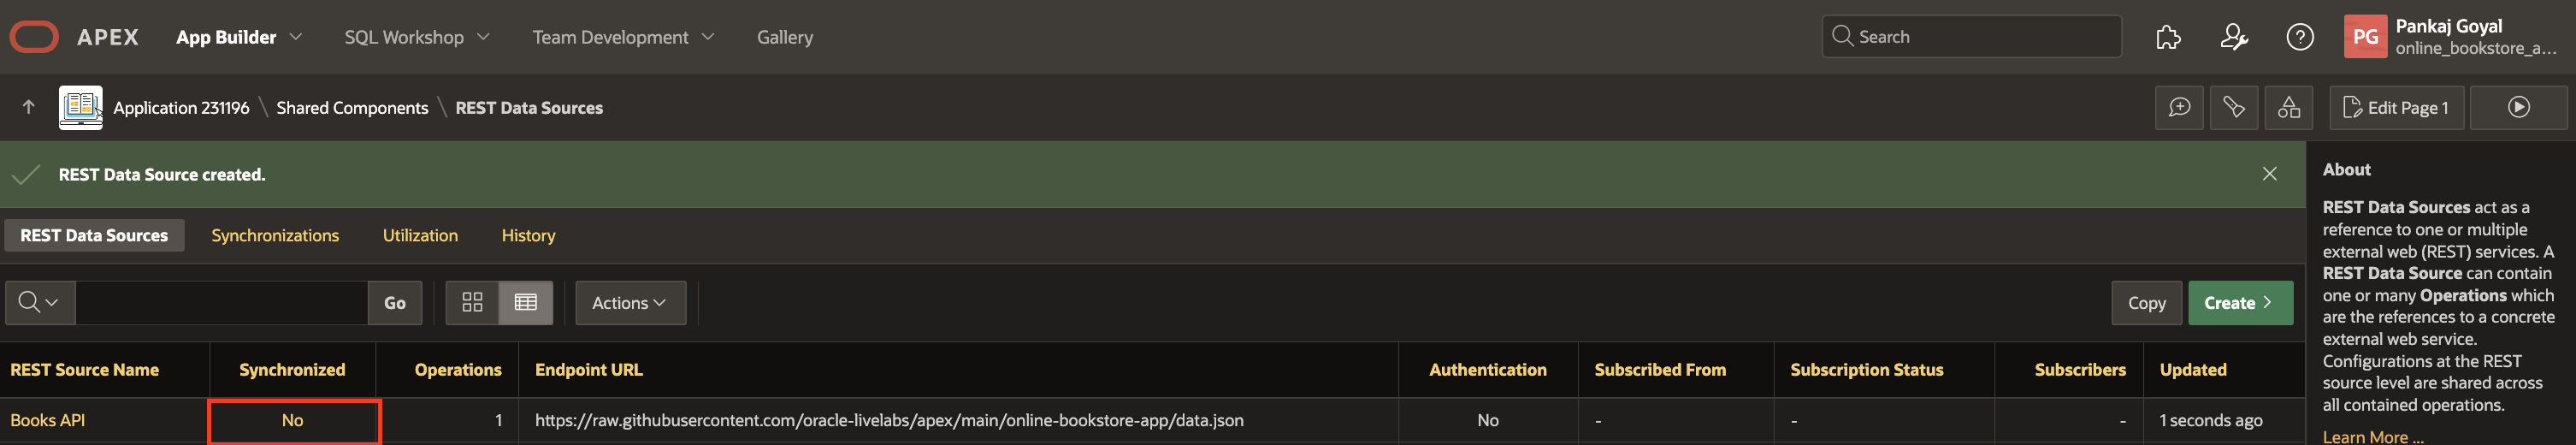 APEX App Builder SQL Workshop Team Development Gallery Search PG Pankaj Goyal
online_bookstore_a...
Application 231196 \ Shared Components \ REST Data Sources Edit Page 1
REST Data Source created.
REST Data Sources Synchronizations Utilization History
Go Actions Copy Create
REST Source Name Synchronized Operations Endpoint URL Authentication Subscribed From Subscription Status Subscribers Updated
Books API No 1 https://raw.githubusercontent.com/oracle-livelabs/apex/main/online-bookstore-app/data.json No - - - 1 seconds ago
About
REST Data Sources act as a
reference to one or multiple
external web (REST) services. A
REST Data Source can contain
one or many Operations which
are the references to a concrete
external web service.
Configurations at the REST
source level are shared across
all contained operations.
Learn More ...